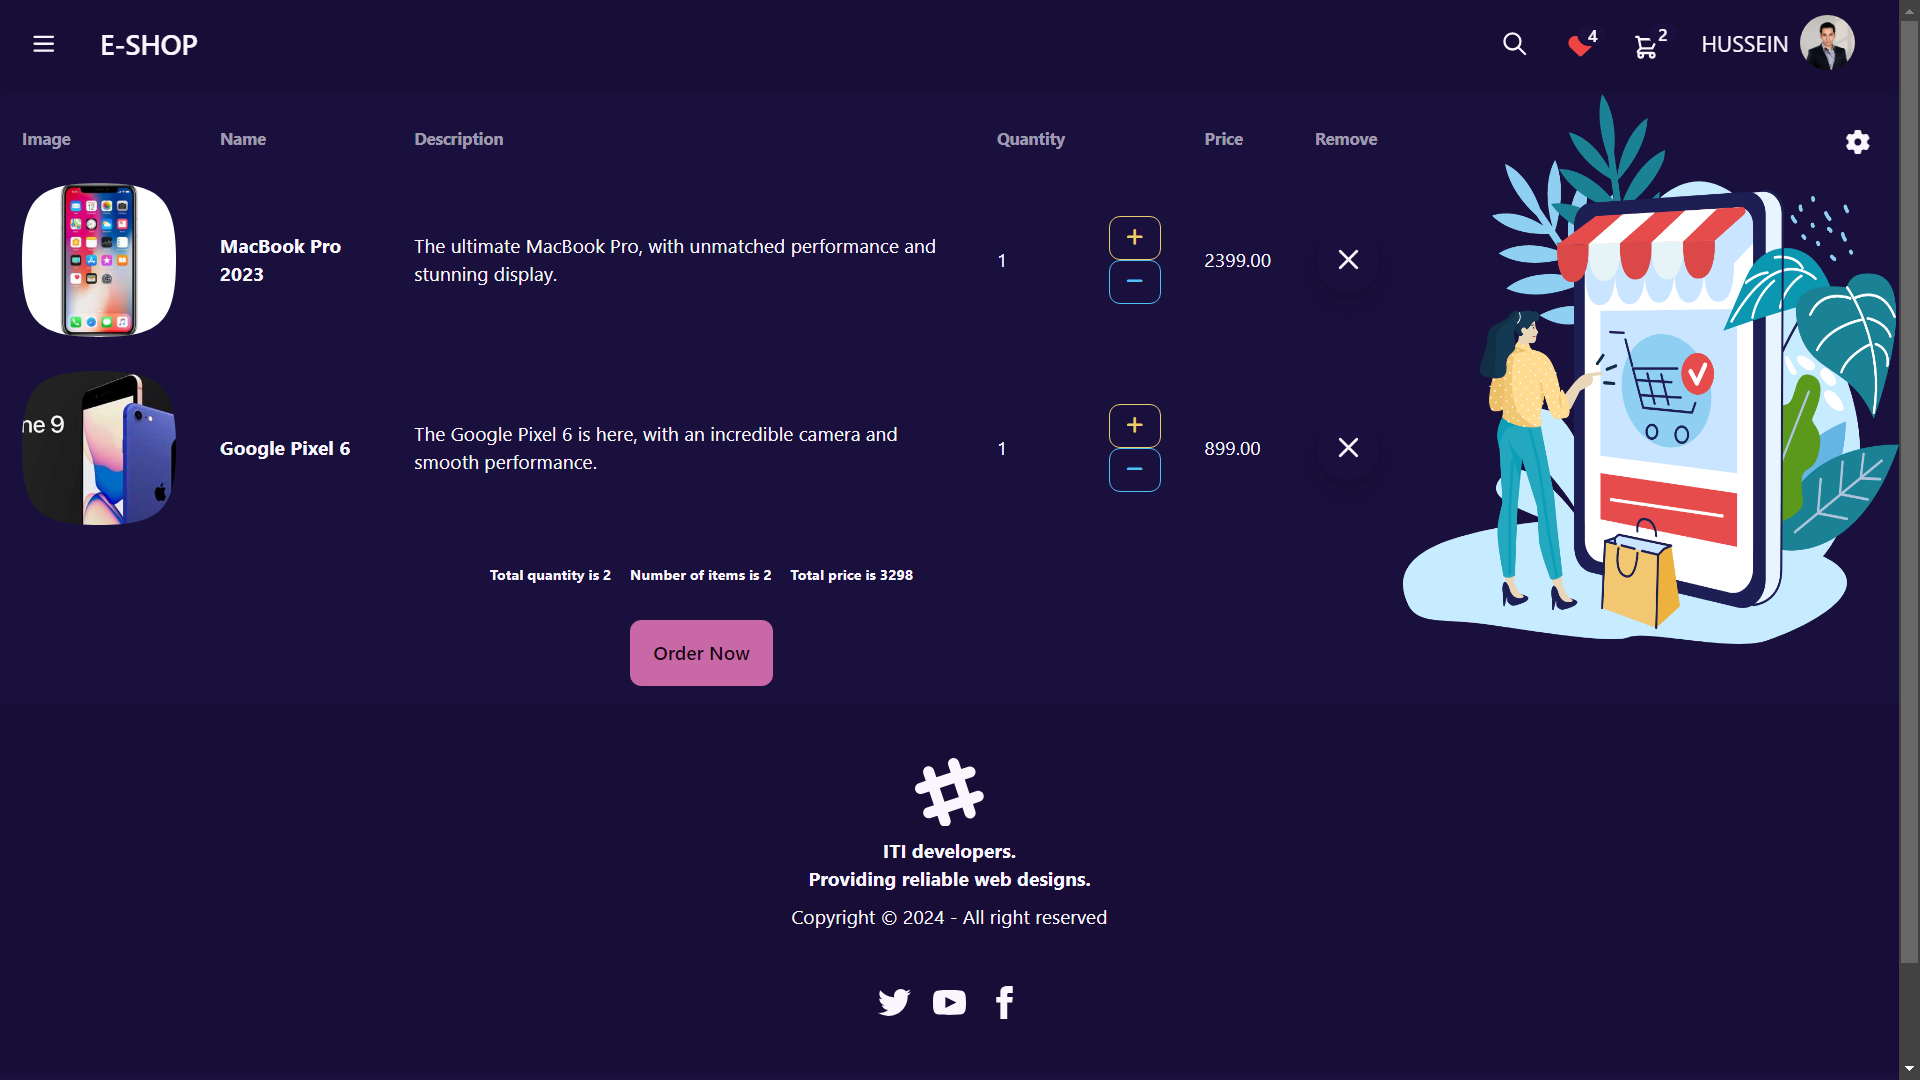 E-SHOP
4
2
HUSSEIN
Image Name Description Quantity Price Remove
MacBook Pro
2023
The ultimate MacBook Pro, with unmatched performance and
stunning display.
1
+
−
2399.00
ne 9
Google Pixel 6
The Google Pixel 6 is here, with an incredible camera and
smooth performance.
1
+
−
899.00
Total quantity is 2 Number of items is 2 Total price is 3298
Order Now
ITI developers.
Providing reliable web designs.
Copyright © 2024 - All right reserved